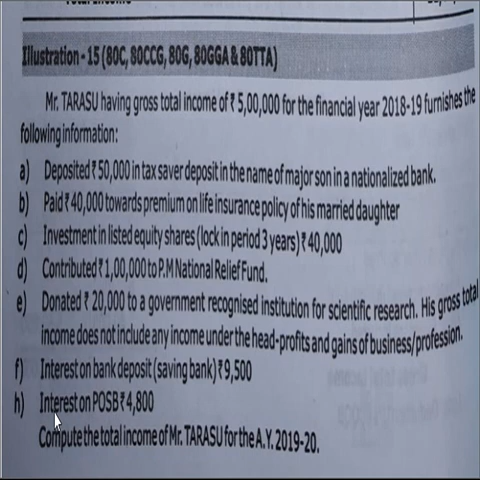 Illustration - 15 (80C, 80CCG, 80G, 80GGA & 80TTA)
Mr. TARASU having gross total income of ₹ 5,00,000 for the financial year 2018-19 furnishes the
following information:
a) Deposited ₹ 50,000 in tax saver deposit in the name of major son in a nationalized bank.
b) Paid ₹ 40,000 towards premium on life insurance policy of his married daughter
c) Investment in listed equity shares (lock in period 3 years) ₹ 40,000
d) Contributed ₹ 1,00,000 to P.M National Relief Fund.
e) Donated ₹ 20,000 to a government recognised institution for scientific research. His gross total
income does not include any income under the head-profits and gains of business/profession.
f) Interest on bank deposit (saving bank) ₹ 9,500
h) Interest on POSB ₹ 4,800
Compute the total income of Mr. TARASU for the A.Y. 2019-20.